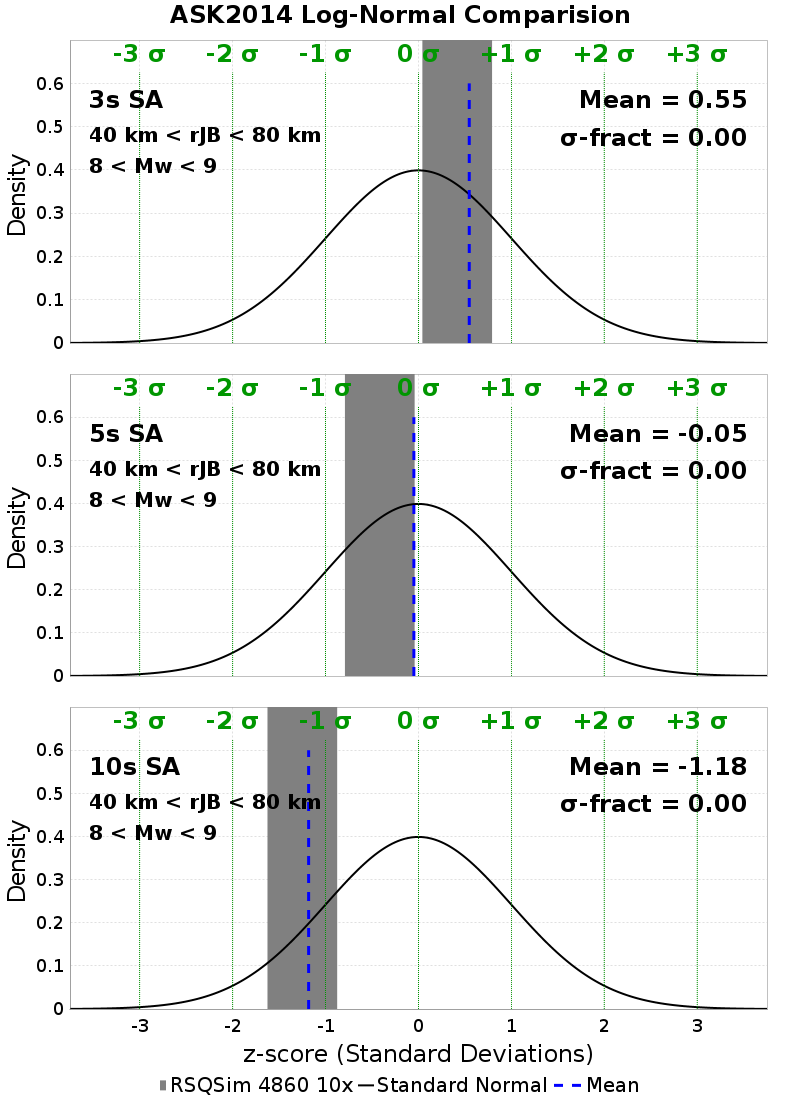 ASK2014 Log-Normal Comparision
-3 σ -2 σ -1 σ 0 σ +1 σ +2 σ +3 σ
0.6
3s SA Mean = 0.55
0.5
40 km < rJB < 80 km σ-fract = 0.00
8 < Mw < 9
0.4
0.3
0.2
0.1
0
Density
-3 σ -2 σ -1 σ 0 σ +1 σ +2 σ +3 σ
0.6
5s SA Mean = -0.05
0.5
40 km < rJB < 80 km σ-fract = 0.00
8 < Mw < 9
0.4
0.3
0.2
0.1
0
Density
-3 σ -2 σ -1 σ 0 σ +1 σ +2 σ +3 σ
0.6
10s SA Mean = -1.18
0.5
40 km < rJB < 80 km σ-fract = 0.00
8 < Mw < 9
0.4
0.3
0.2
0.1
0
Density
-3 -2 -1 0 1 2 3
z-score (Standard Deviations)
RSQSim 4860 10x Standard Normal Mean